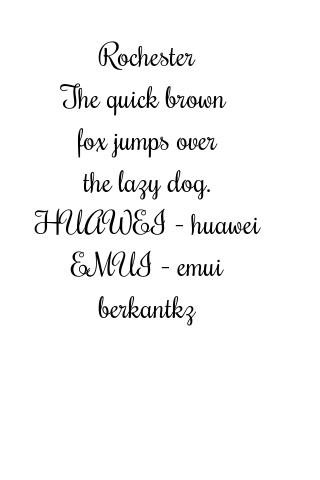 Rochester
The quick brown
fox jumps over
the lazy dog.
HUAWEI - huawei
EMUI - emui
berkantkz